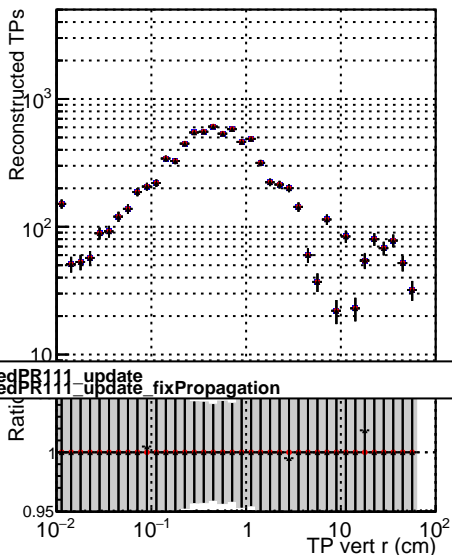 Reconstructed TPs
10³
10²
10
edPR111_update
edPR111_update_fixPropagation
Ratio
1
0.95
10⁻² 10⁻¹ 1 10 10²
TP vert r (cm)